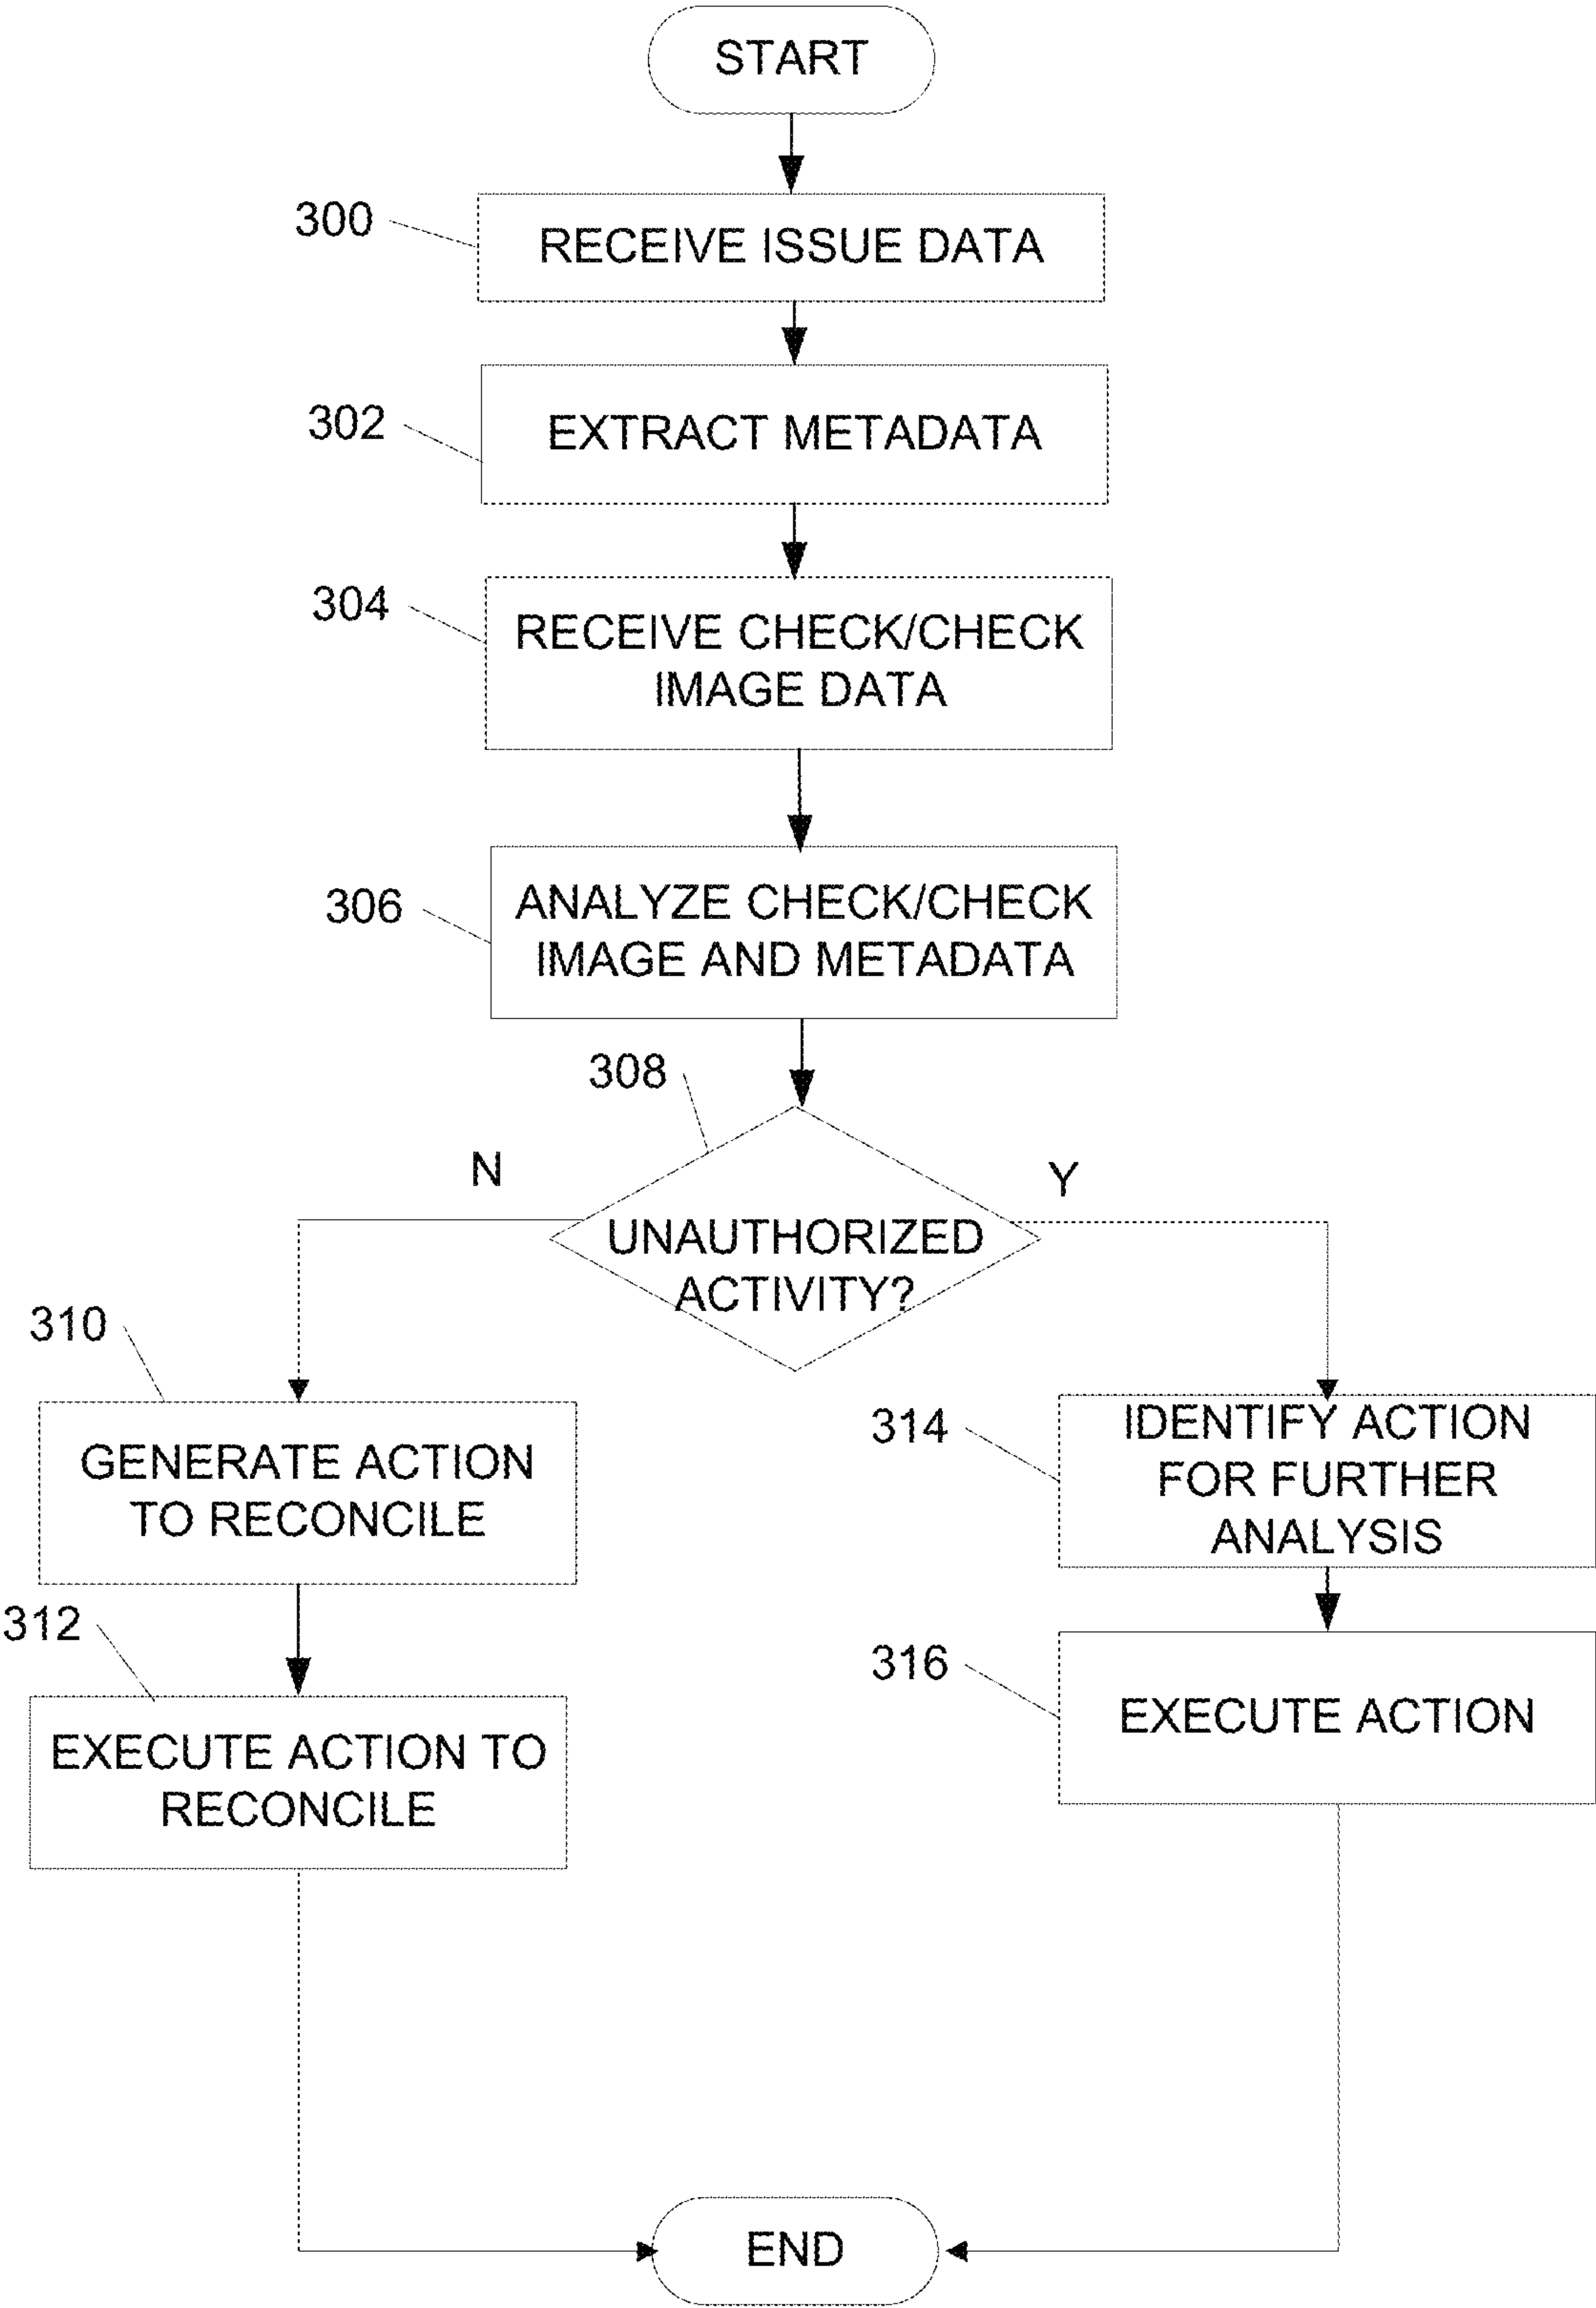 START
300
RECEIVE ISSUE DATA
302
EXTRACT METADATA
304
RECEIVE CHECK/CHECK
IMAGE DATA
306
ANALYZE CHECK/CHECK
IMAGE AND METADATA
308
N
Y
UNAUTHORIZED
ACTIVITY?
310
GENERATE ACTION
TO RECONCILE
312
EXECUTE ACTION TO
RECONCILE
314
IDENTIFY ACTION
FOR FURTHER
ANALYSIS
316
EXECUTE ACTION
END